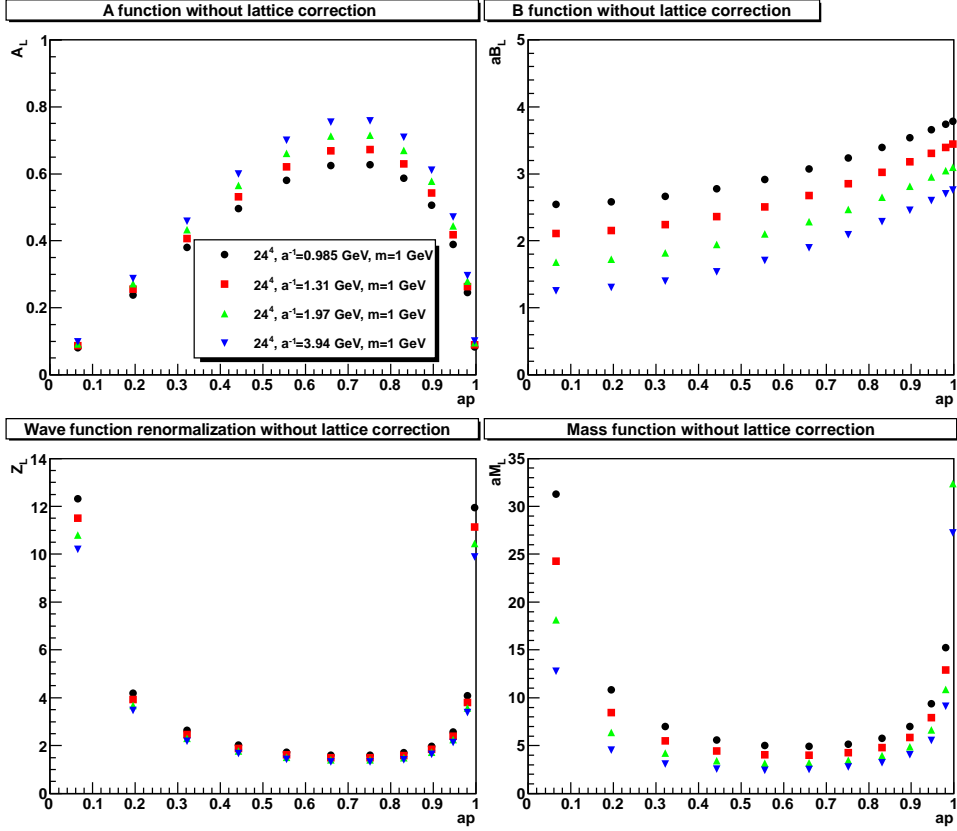 A function without lattice correction
B function without lattice correction
A_L
1
0.8
0.6
0.4
0.2
0
24⁴, a⁻¹=0.985 GeV, m=1 GeV
24⁴, a⁻¹=1.31 GeV, m=1 GeV
24⁴, a⁻¹=1.97 GeV, m=1 GeV
24⁴, a⁻¹=3.94 GeV, m=1 GeV
0 0.1 0.2 0.3 0.4 0.5 0.6 0.7 0.8 0.9 1
ap
aB_L
5
4
3
2
1
0
0 0.1 0.2 0.3 0.4 0.5 0.6 0.7 0.8 0.9 1
ap
Wave function renormalization without lattice correction
Mass function without lattice correction
Z_L
14
12
10
8
6
4
2
0
0 0.1 0.2 0.3 0.4 0.5 0.6 0.7 0.8 0.9 1
ap
aM_L
35
30
25
20
15
10
5
0
0 0.1 0.2 0.3 0.4 0.5 0.6 0.7 0.8 0.9 1
ap